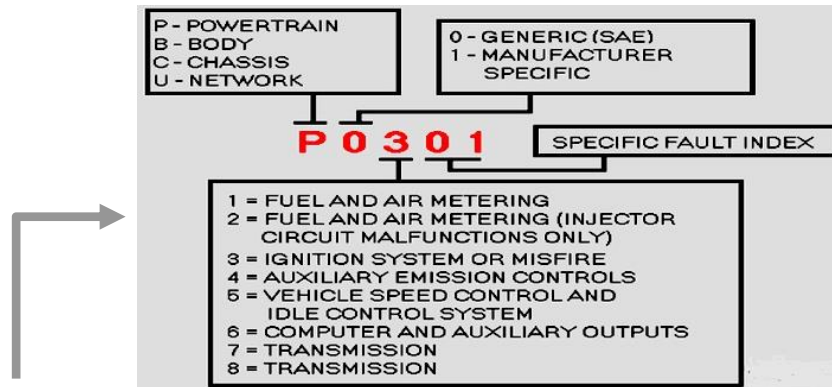 P - POWERTRAIN
B - BODY
C - CHASSIS
U - NETWORK
0 - GENERIC (SAE)
1 - MANUFACTURER
SPECIFIC
P 0 3 0 1
SPECIFIC FAULT INDEX
1 = FUEL AND AIR METERING
2 = FUEL AND AIR METERING (INJECTOR
CIRCUIT MALFUNCTIONS ONLY)
3 = IGNITION SYSTEM OR MISFIRE
4 = AUXILIARY EMISSION CONTROLS
5 = VEHICLE SPEED CONTROL AND
IDLE CONTROL SYSTEM
6 = COMPUTER AND AUXILIARY OUTPUTS
7 = TRANSMISSION
8 = TRANSMISSION